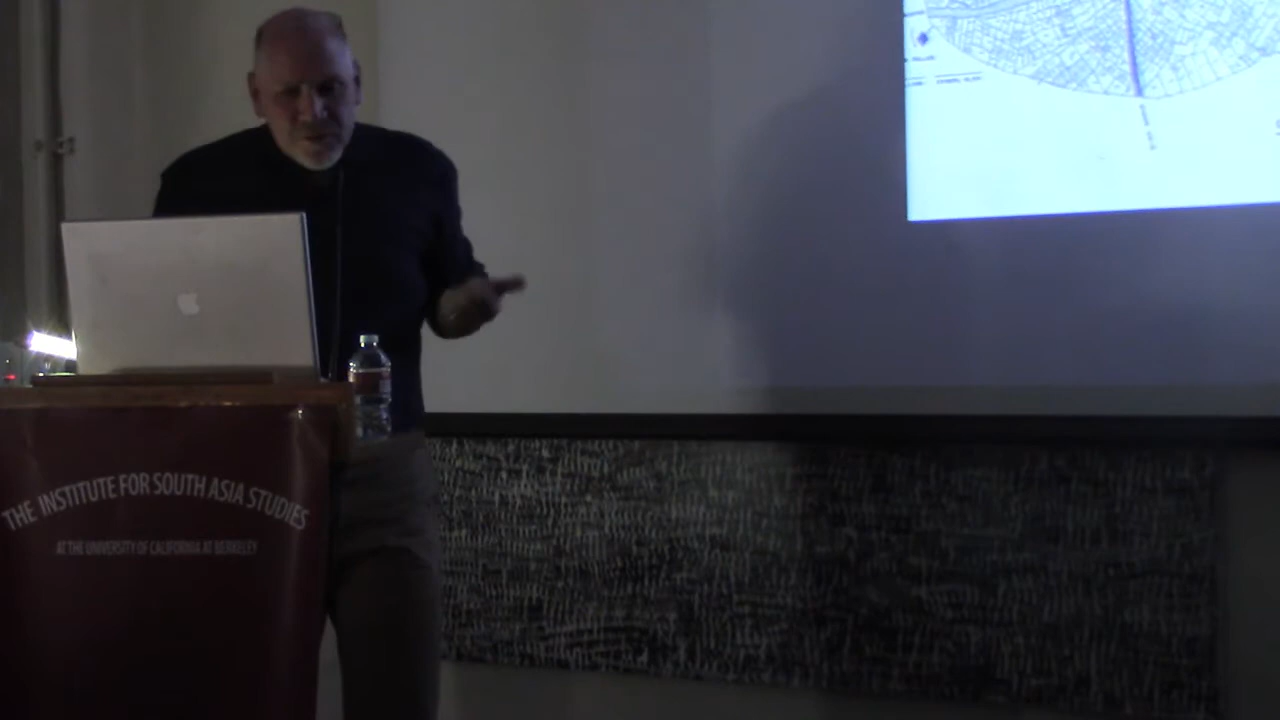 THE INSTITUTE FOR SOUTH ASIA STUDIES
AT THE UNIVERSITY OF CALIFORNIA AT BERKELEY